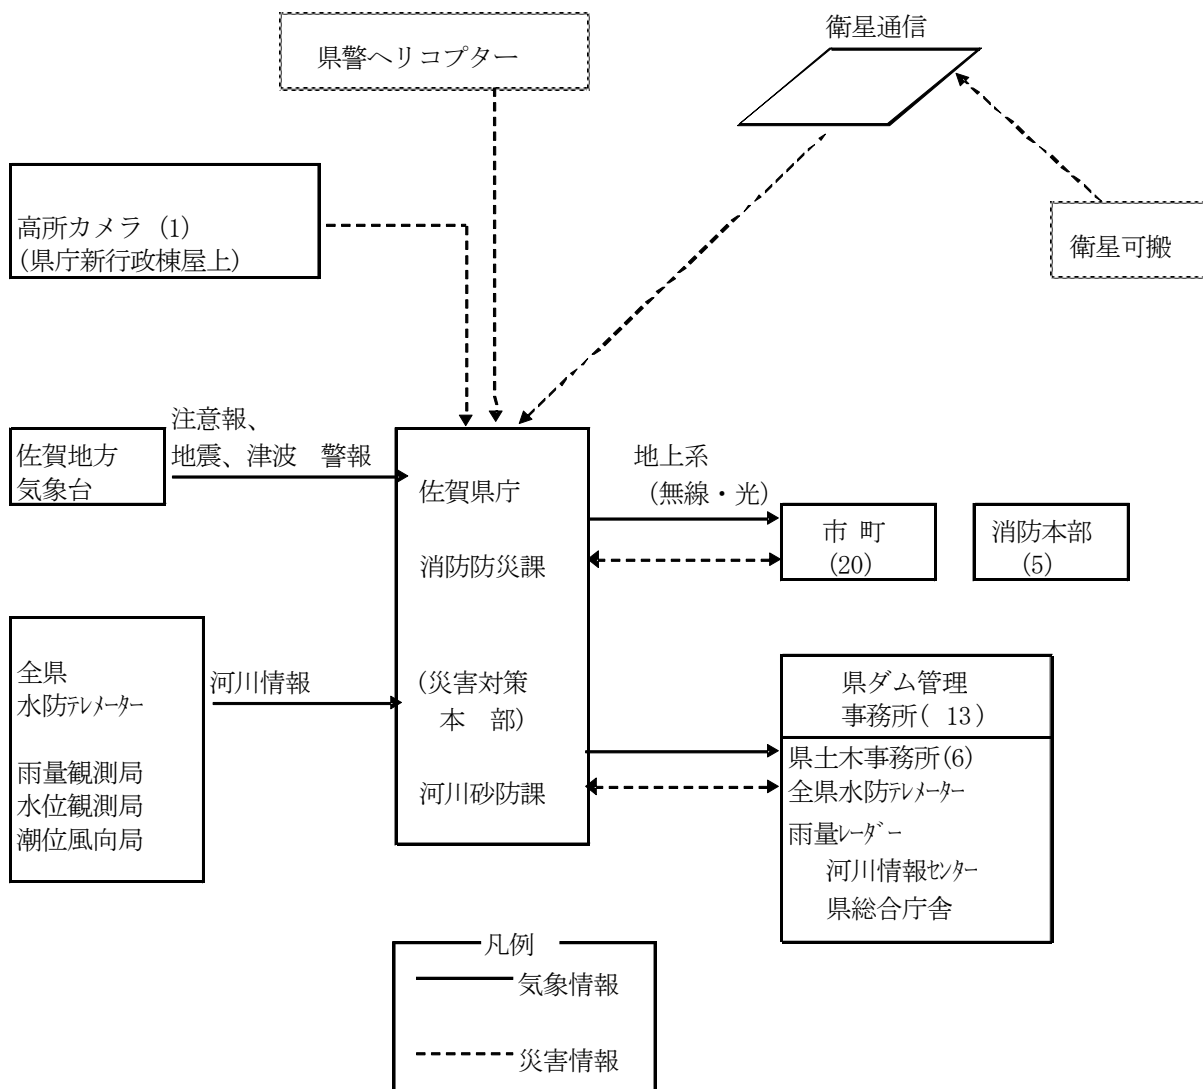 県警ヘリコプター
衛星通信
高所カメラ (1)
(県庁新行政棟屋上)
衛星可搬
佐賀地方
気象台
注意報、
地震、津波　警報
佐賀県庁
消防防災課
(災害対策
本　部)
河川砂防課
地上系
(無線・光)
市 町
(20)
消防本部
(5)
全県
水防ﾃﾚﾒｰﾀｰ
雨量観測局
水位観測局
潮位風向局
河川情報
県ダム管理
事務所( 13)
県土木事務所(6)
全県水防ﾃﾚﾒｰﾀｰ
雨量ﾚｰﾀﾞｰ
河川情報ｾﾝﾀｰ
県総合庁舎
凡例
気象情報
災害情報